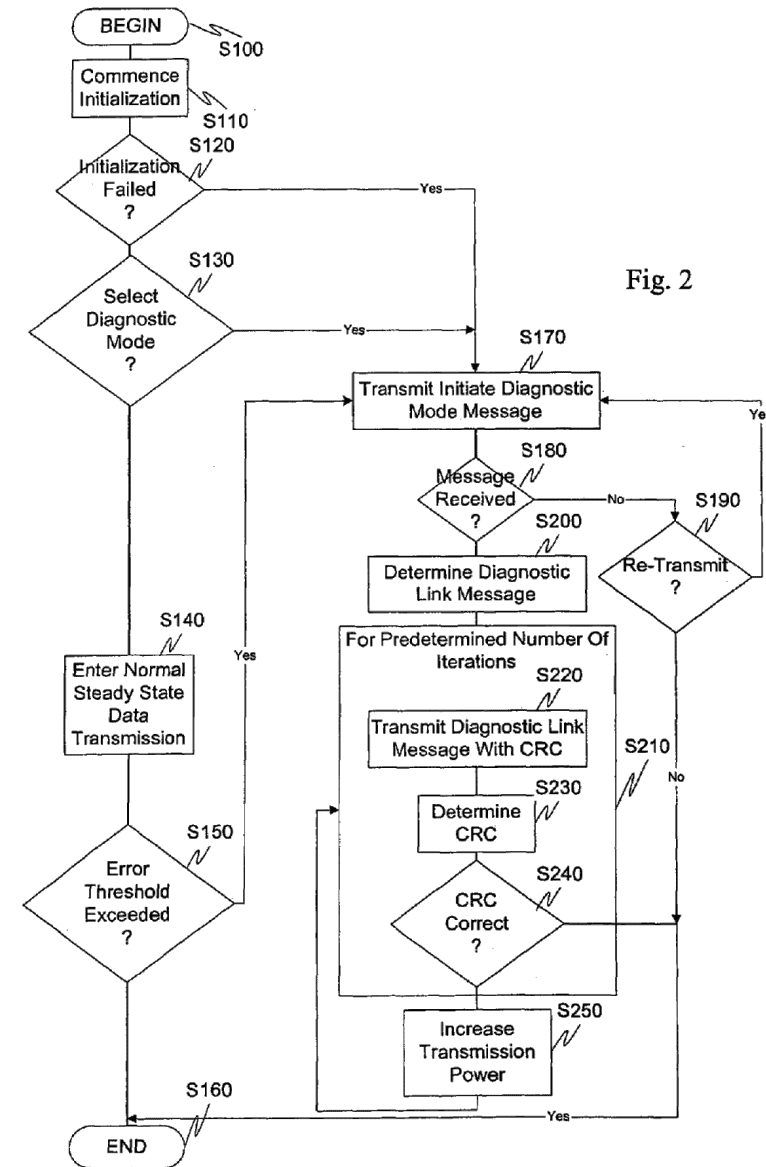 BEGIN
S100
Commence
Initialization
S110
S120
Initialization
Failed
?
Yes
S130
Select
Diagnostic
Mode
?
Yes
Fig. 2
S170
Transmit Initiate Diagnostic
Mode Message
Ye
S180
Message
Received
?
No
S190
Re-Transmit
?
S200
Determine Diagnostic
Link Message
S140
Enter Normal
Steady State
Data
Transmission
Yes
For Predetermined Number Of
Iterations
S220
Transmit Diagnostic Link
Message With CRC
S210
No
S230
Determine
CRC
S150
Error
Threshold
Exceeded
?
S240
CRC
Correct
?
S250
Increase
Transmission
Power
Yes
S160
END